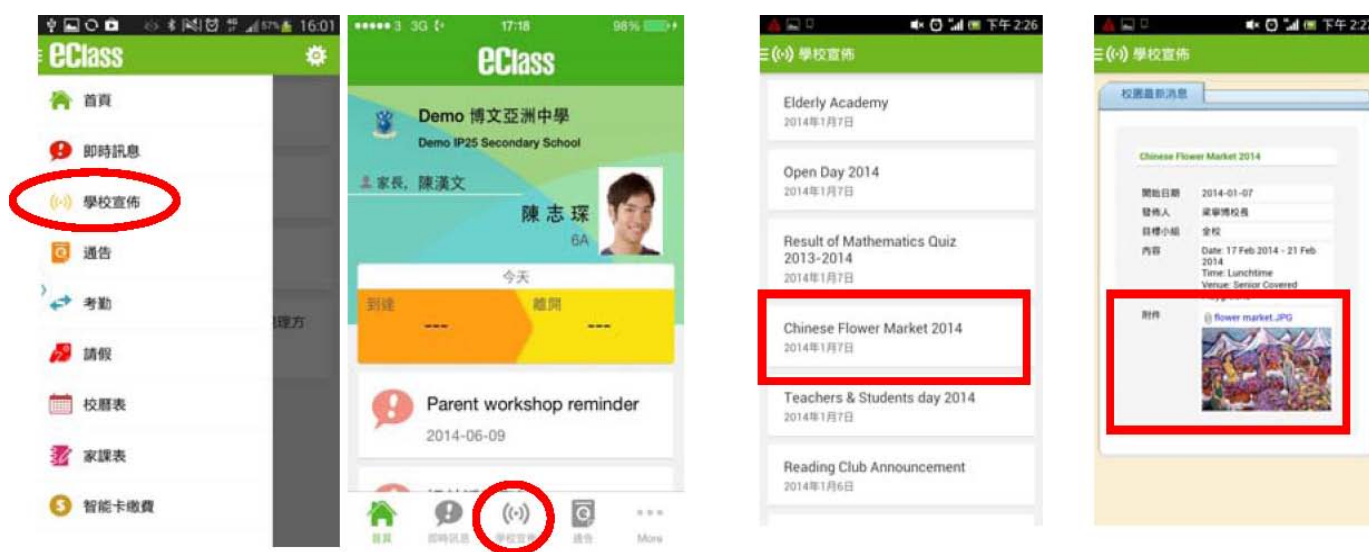 57% 16:01
eClass
首頁
即時訊息
學校宣佈
通告
考勤
請假
校曆表
家課表
智能卡繳費
理方
3 3G 17:18 98%
eClass
Demo 博文亞洲中學
Demo IP25 Secondary School
家長, 陳漢文
陳志琛
6A
今天
到達 離開
--- ---
Parent workshop reminder
2014-06-09
首頁 即時訊息 學校宣佈 通告 More
下午2:26
學校宣佈
Elderly Academy
2014年1月7日
Open Day 2014
2014年1月7日
Result of Mathematics Quiz
2013-2014
2014年1月7日
Chinese Flower Market 2014
2014年1月7日
Teachers & Students day 2014
2014年1月7日
Reading Club Announcement
2014年1月6日
下午2:27
學校宣佈
校園最新消息
Chinese Flower Market 2014
開始日期 2014-01-07
發佈人 梁寧博校長
目標小組 全校
內容 Date: 17 Feb 2014 - 21 Feb
2014
Time: Lunchtime
Venue: Senior Covered
附件 flower market.JPG